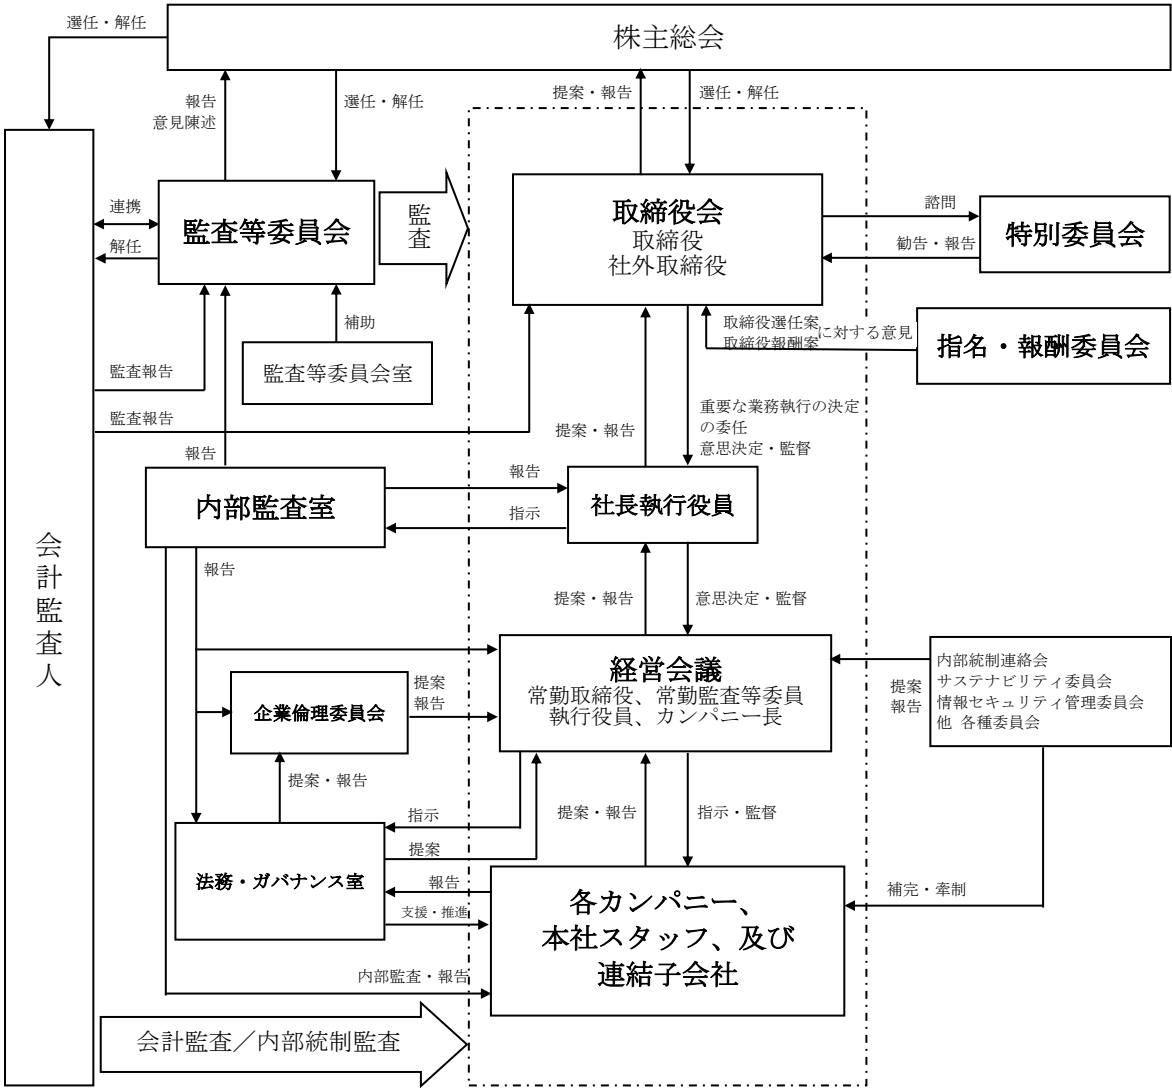 選任・解任
株主総会
報告
意見陳述
選任・解任
提案・報告
選任・解任
連携
解任
監査等委員会
監査
取締役会
取締役
社外取締役
諮問
勧告・報告
特別委員会
補助
監査等委員会室
取締役選任案
取締役報酬案
に対する意見
指名・報酬委員会
監査報告
監査報告
報告
提案・報告
重要な業務執行の決定
の委任
意思決定・監督
内部監査室
報告
指示
社長執行役員
会計監査人
報告
提案・報告
意思決定・監督
経営会議
常勤取締役、常勤監査等委員
執行役員、カンパニー長
提案
報告
内部統制連絡会
サステナビリティ委員会
情報セキュリティ管理委員会
他 各種委員会
企業倫理委員会
提案
報告
提案・報告
指示
提案
提案・報告
指示・監督
法務・ガバナンス室
報告
支援・推進
各カンパニー、
本社スタッフ、及び
連結子会社
補完・牽制
内部監査・報告
会計監査／内部統制監査